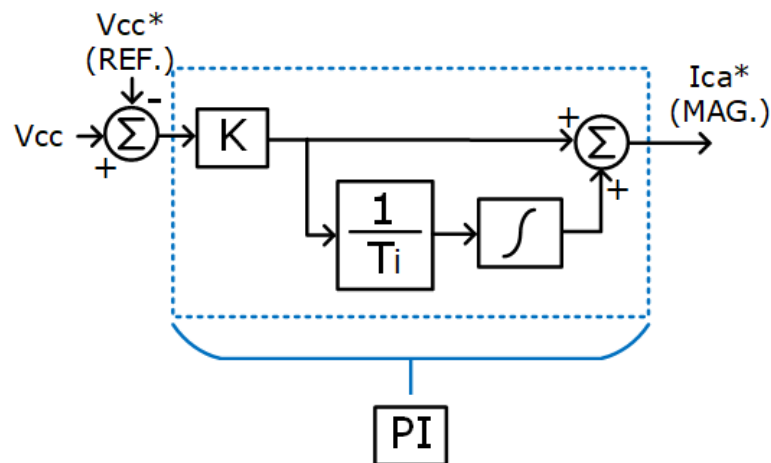 Vcc*
(REF.)
-
Vcc
+
Σ
K
1
Ti
∫
+
Σ
+
Ica*
(MAG.)
PI